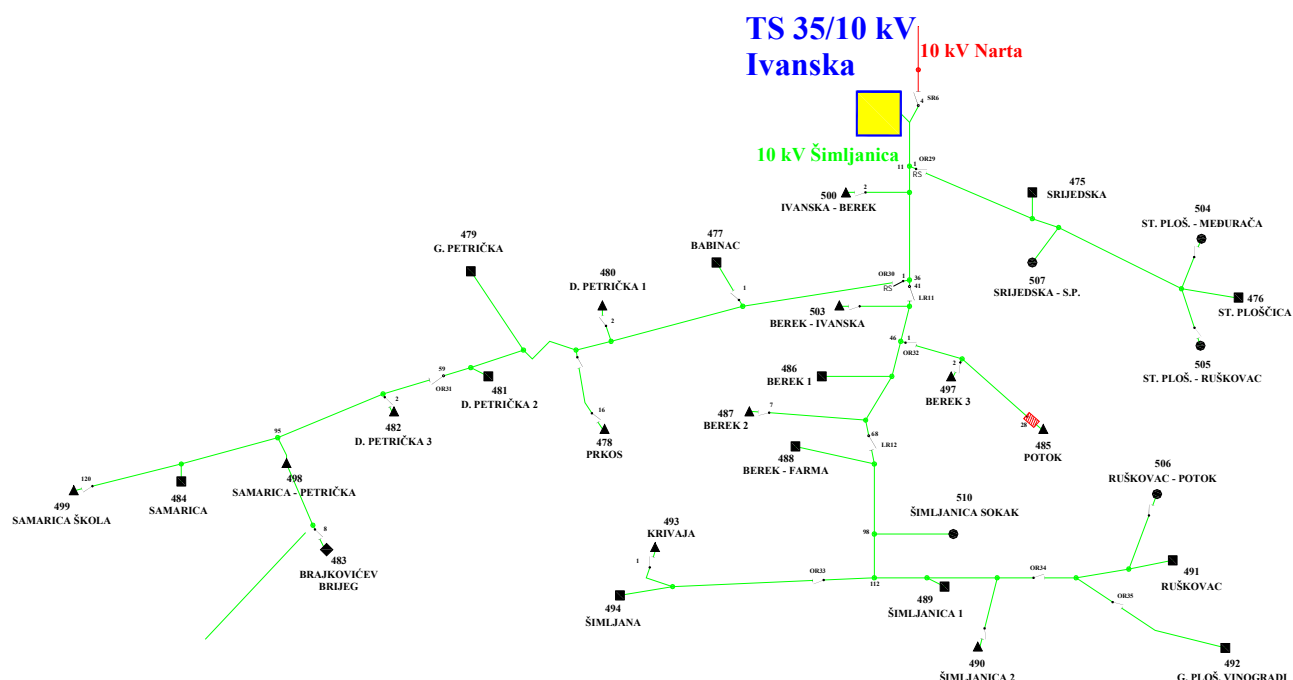 TS 35/10 kV
Ivanska
10 kV Narta
SR6
4
10 kV Šimljanica
OR29
11
1
RS
2
500
IVANSKA - BEREK
475
SRIJEDSKA
504
ST. PLOŠ. - MEĐURAČA
507
SRIJEDSKA - S.P.
476
ST. PLOŠČICA
505
ST. PLOŠ. - RUŠKOVAC
479
G. PETRIČKA
477
BABINAC
480
D. PETRIČKA 1
2
1
OR30
1
36
RS
41
LR11
503
BEREK - IVANSKA
46
1
OR32
2
497
BEREK 3
28
485
POTOK
486
BEREK 1
487
BEREK 2
7
68
LR12
488
BEREK - FARMA
59
OR31
481
D. PETRIČKA 2
2
482
D. PETRIČKA 3
16
478
PRKOS
95
498
SAMARICA - PETRIČKA
120
499
SAMARICA ŠKOLA
484
SAMARICA
8
483
BRAJKOVIĆEV
BRIJEG
506
RUŠKOVAC - POTOK
510
ŠIMLJANICA SOKAK
98
493
KRIVAJA
1
494
ŠIMLJANA
OR33
112
489
ŠIMLJANICA 1
OR34
491
RUŠKOVAC
OR35
490
ŠIMLJANICA 2
492
G. PLOŠ. VINOGRADI